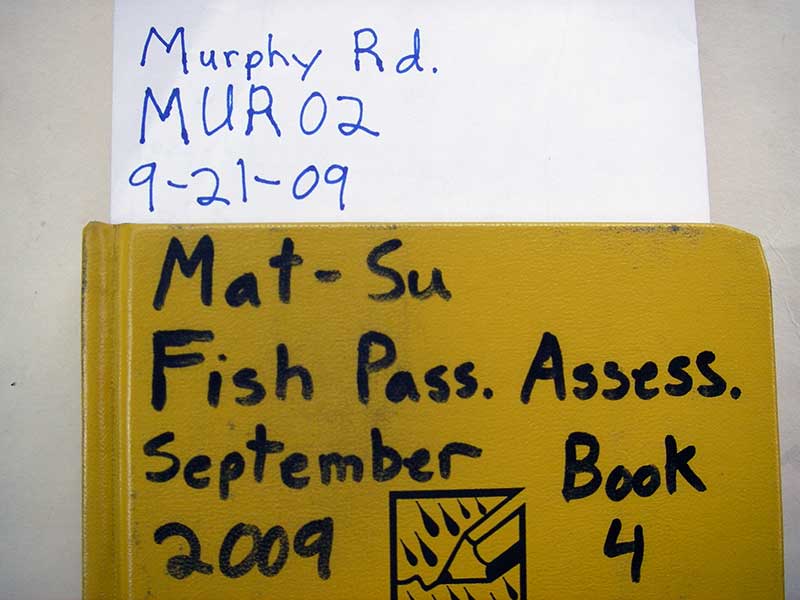 Murphy Rd.
MUR02
9-21-09
Mat-Su
Fish Pass. Assess.
September Book
2009 4